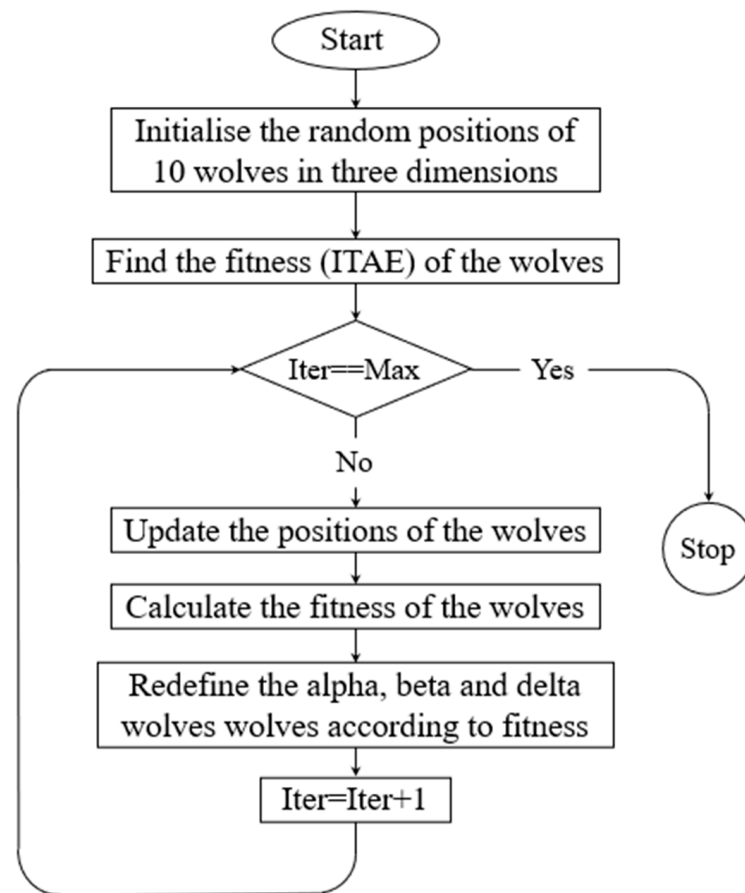 Start
Initialise the random positions of
10 wolves in three dimensions
Find the fitness (ITAE) of the wolves
Iter==Max
Yes
No
Update the positions of the wolves
Stop
Calculate the fitness of the wolves
Redefine the alpha, beta and delta
wolves wolves according to fitness
Iter=Iter+1